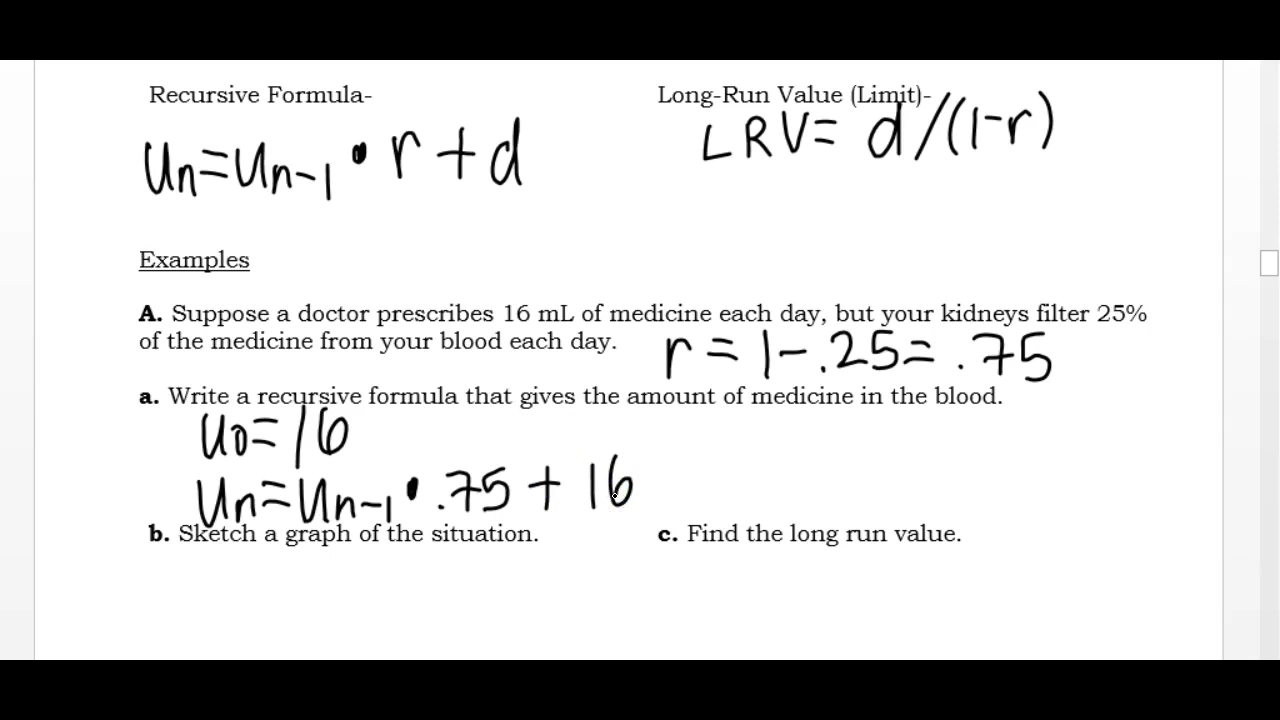 Recursive Formula-
Long-Run Value (Limit)-
Un=Un-1 • r + d
LRV= d/(1-r)
Examples
A. Suppose a doctor prescribes 16 mL of medicine each day, but your kidneys filter 25%
of the medicine from your blood each day.
r = 1-.25=.75
a. Write a recursive formula that gives the amount of medicine in the blood.
U0=16
Un=Un-1 • .75 + 16
b. Sketch a graph of the situation.
c. Find the long run value.